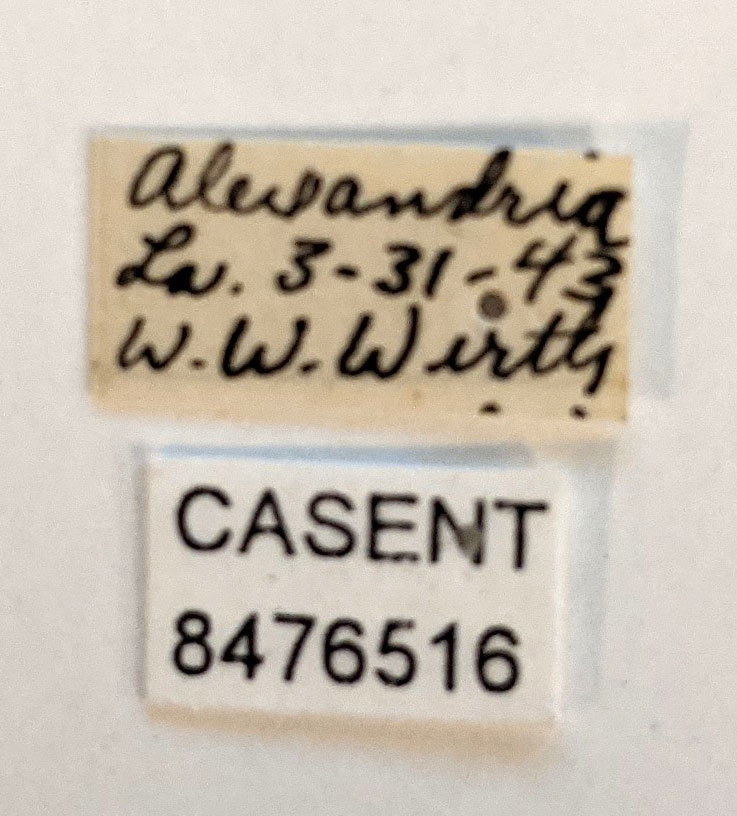 Alexandria
La. 3-31-43
W.W. Wirth
CASENT
8476516